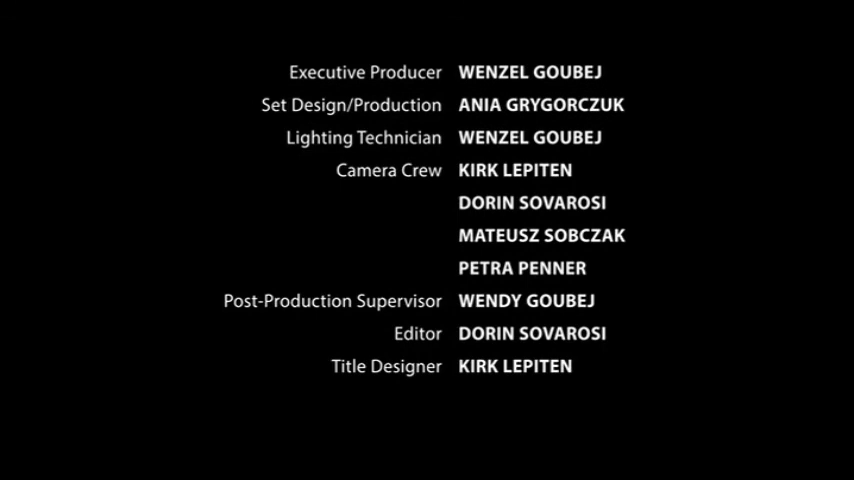 Executive Producer WENZEL GOUBEJ
Set Design/Production ANIA GRYGORCZUK
Lighting Technician WENZEL GOUBEJ
Camera Crew KIRK LEPITEN
DORIN SOVAROSI
MATEUSZ SOBCZAK
PETRA PENNER
Post-Production Supervisor WENDY GOUBEJ
Editor DORIN SOVAROSI
Title Designer KIRK LEPITEN